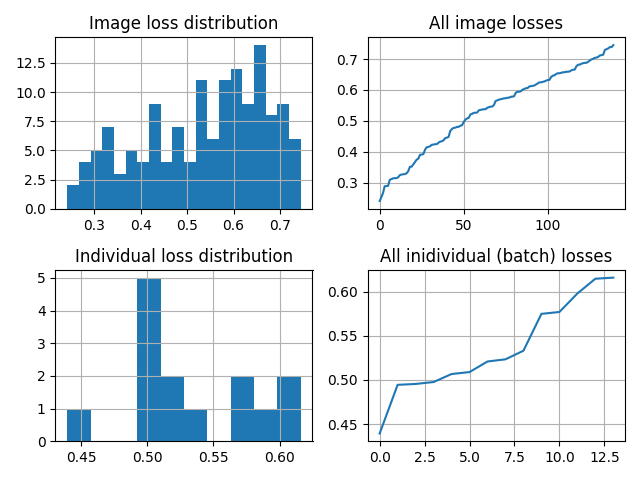 Image loss distribution
12.5
10.0
7.5
5.0
2.5
0.0
0.3 0.4 0.5 0.6 0.7
All image losses
0.7
0.6
0.5
0.4
0.3
0 50 100
Individual loss distribution
5
4
3
2
1
0
0.45 0.50 0.55 0.60
All inidividual (batch) losses
0.60
0.55
0.50
0.45
0.0 2.5 5.0 7.5 10.0 12.5